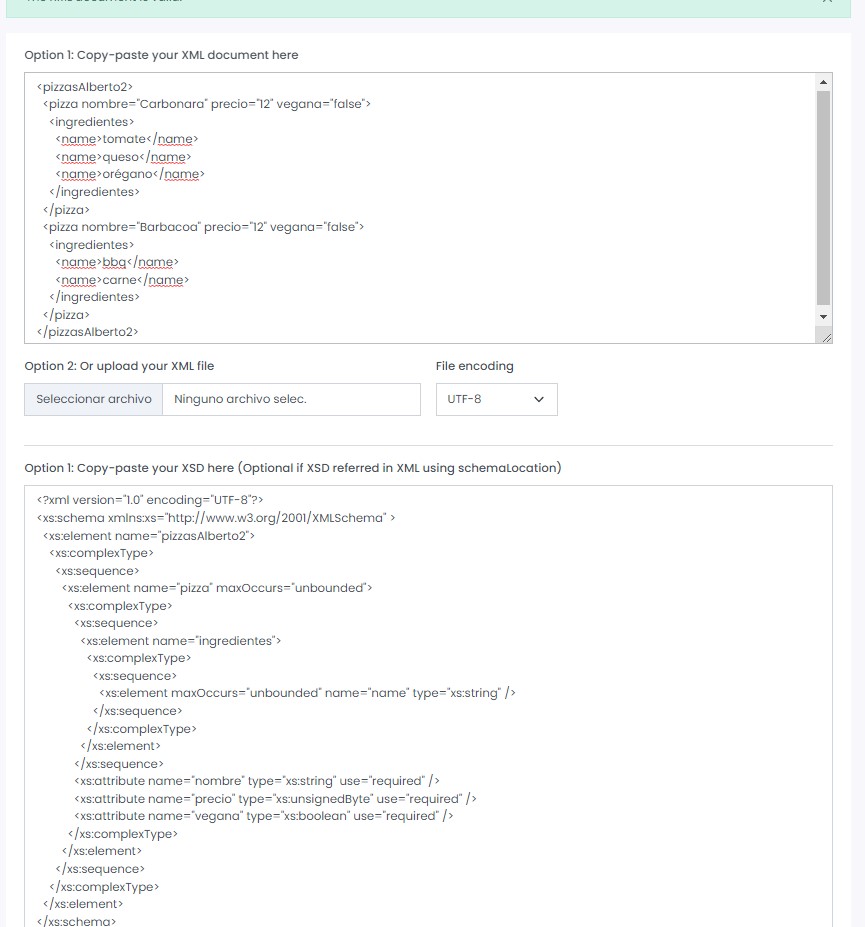 The XML document is valid.
Option 1: Copy-paste your XML document here
<pizzasAlberto2>
<pizza nombre="Carbonara" precio="12" vegana="false">
<ingredientes>
<name>tomate</name>
<name>queso</name>
<name>orégano</name>
</ingredientes>
</pizza>
<pizza nombre="Barbacoa" precio="12" vegana="false">
<ingredientes>
<name>bbq</name>
<name>carne</name>
</ingredientes>
</pizza>
</pizzasAlberto2>
Option 2: Or upload your XML file
File encoding
Seleccionar archivo
Ninguno archivo selec.
UTF-8
Option 1: Copy-paste your XSD here (Optional if XSD referred in XML using schemaLocation)
<?xml version="1.0" encoding="UTF-8"?>
<xs:schema xmlns:xs="http://www.w3.org/2001/XMLSchema" >
<xs:element name="pizzasAlberto2">
<xs:complexType>
<xs:sequence>
<xs:element name="pizza" maxOccurs="unbounded">
<xs:complexType>
<xs:sequence>
<xs:element name="ingredientes">
<xs:complexType>
<xs:sequence>
<xs:element maxOccurs="unbounded" name="name" type="xs:string" />
</xs:sequence>
</xs:complexType>
</xs:element>
</xs:sequence>
<xs:attribute name="nombre" type="xs:string" use="required" />
<xs:attribute name="precio" type="xs:unsignedByte" use="required" />
<xs:attribute name="vegana" type="xs:boolean" use="required" />
</xs:complexType>
</xs:element>
</xs:sequence>
</xs:complexType>
</xs:element>
</xs:schema>